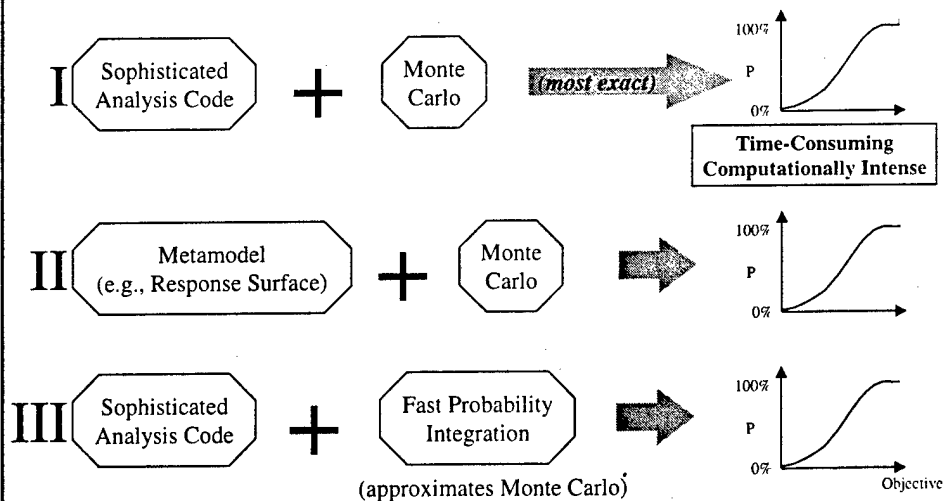 I
Sophisticated
Analysis Code
+
Monte
Carlo
(most exact)
100%
P
0%
Time-Consuming
Computationally Intense
II
Metamodel
(e.g., Response Surface)
+
Monte
Carlo
100%
P
0%
III
Sophisticated
Analysis Code
+
Fast Probability
Integration
(approximates Monte Carlo)
100%
P
0%
Objective